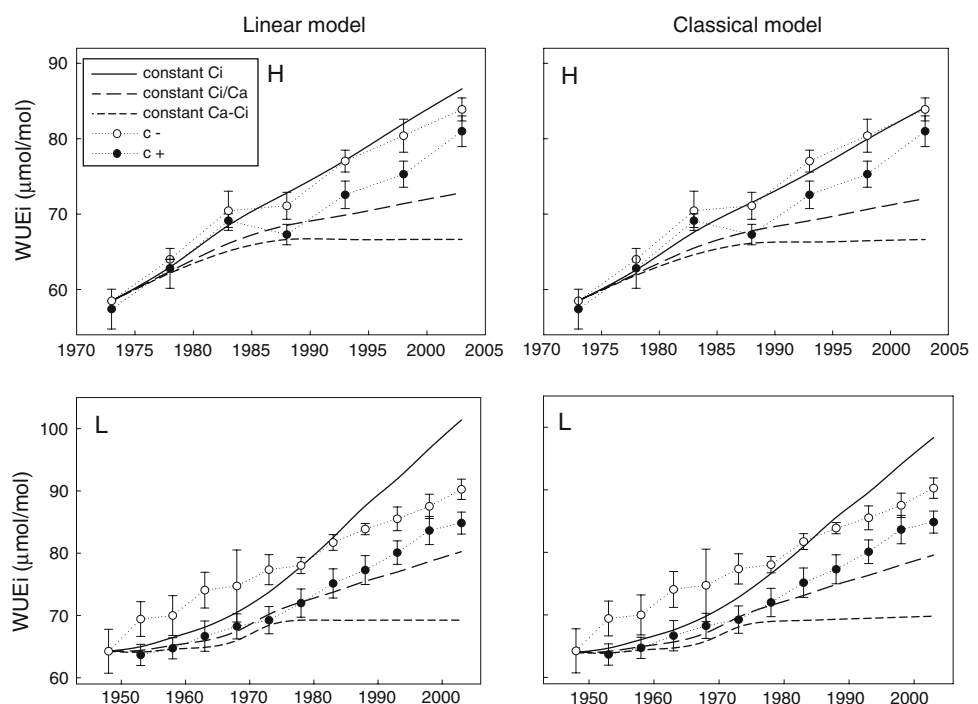 Linear model
Classical model
90
80
70
60
WUEi (μmol/mol)
constant Ci
constant Ci/Ca
constant Ca-Ci
c -
c +
H
H
1970 1975 1980 1985 1990 1995 2000 2005
1970 1975 1980 1985 1990 1995 2000 2005
100
90
80
70
60
WUEi (μmol/mol)
L
L
1950 1960 1970 1980 1990 2000
1950 1960 1970 1980 1990 2000